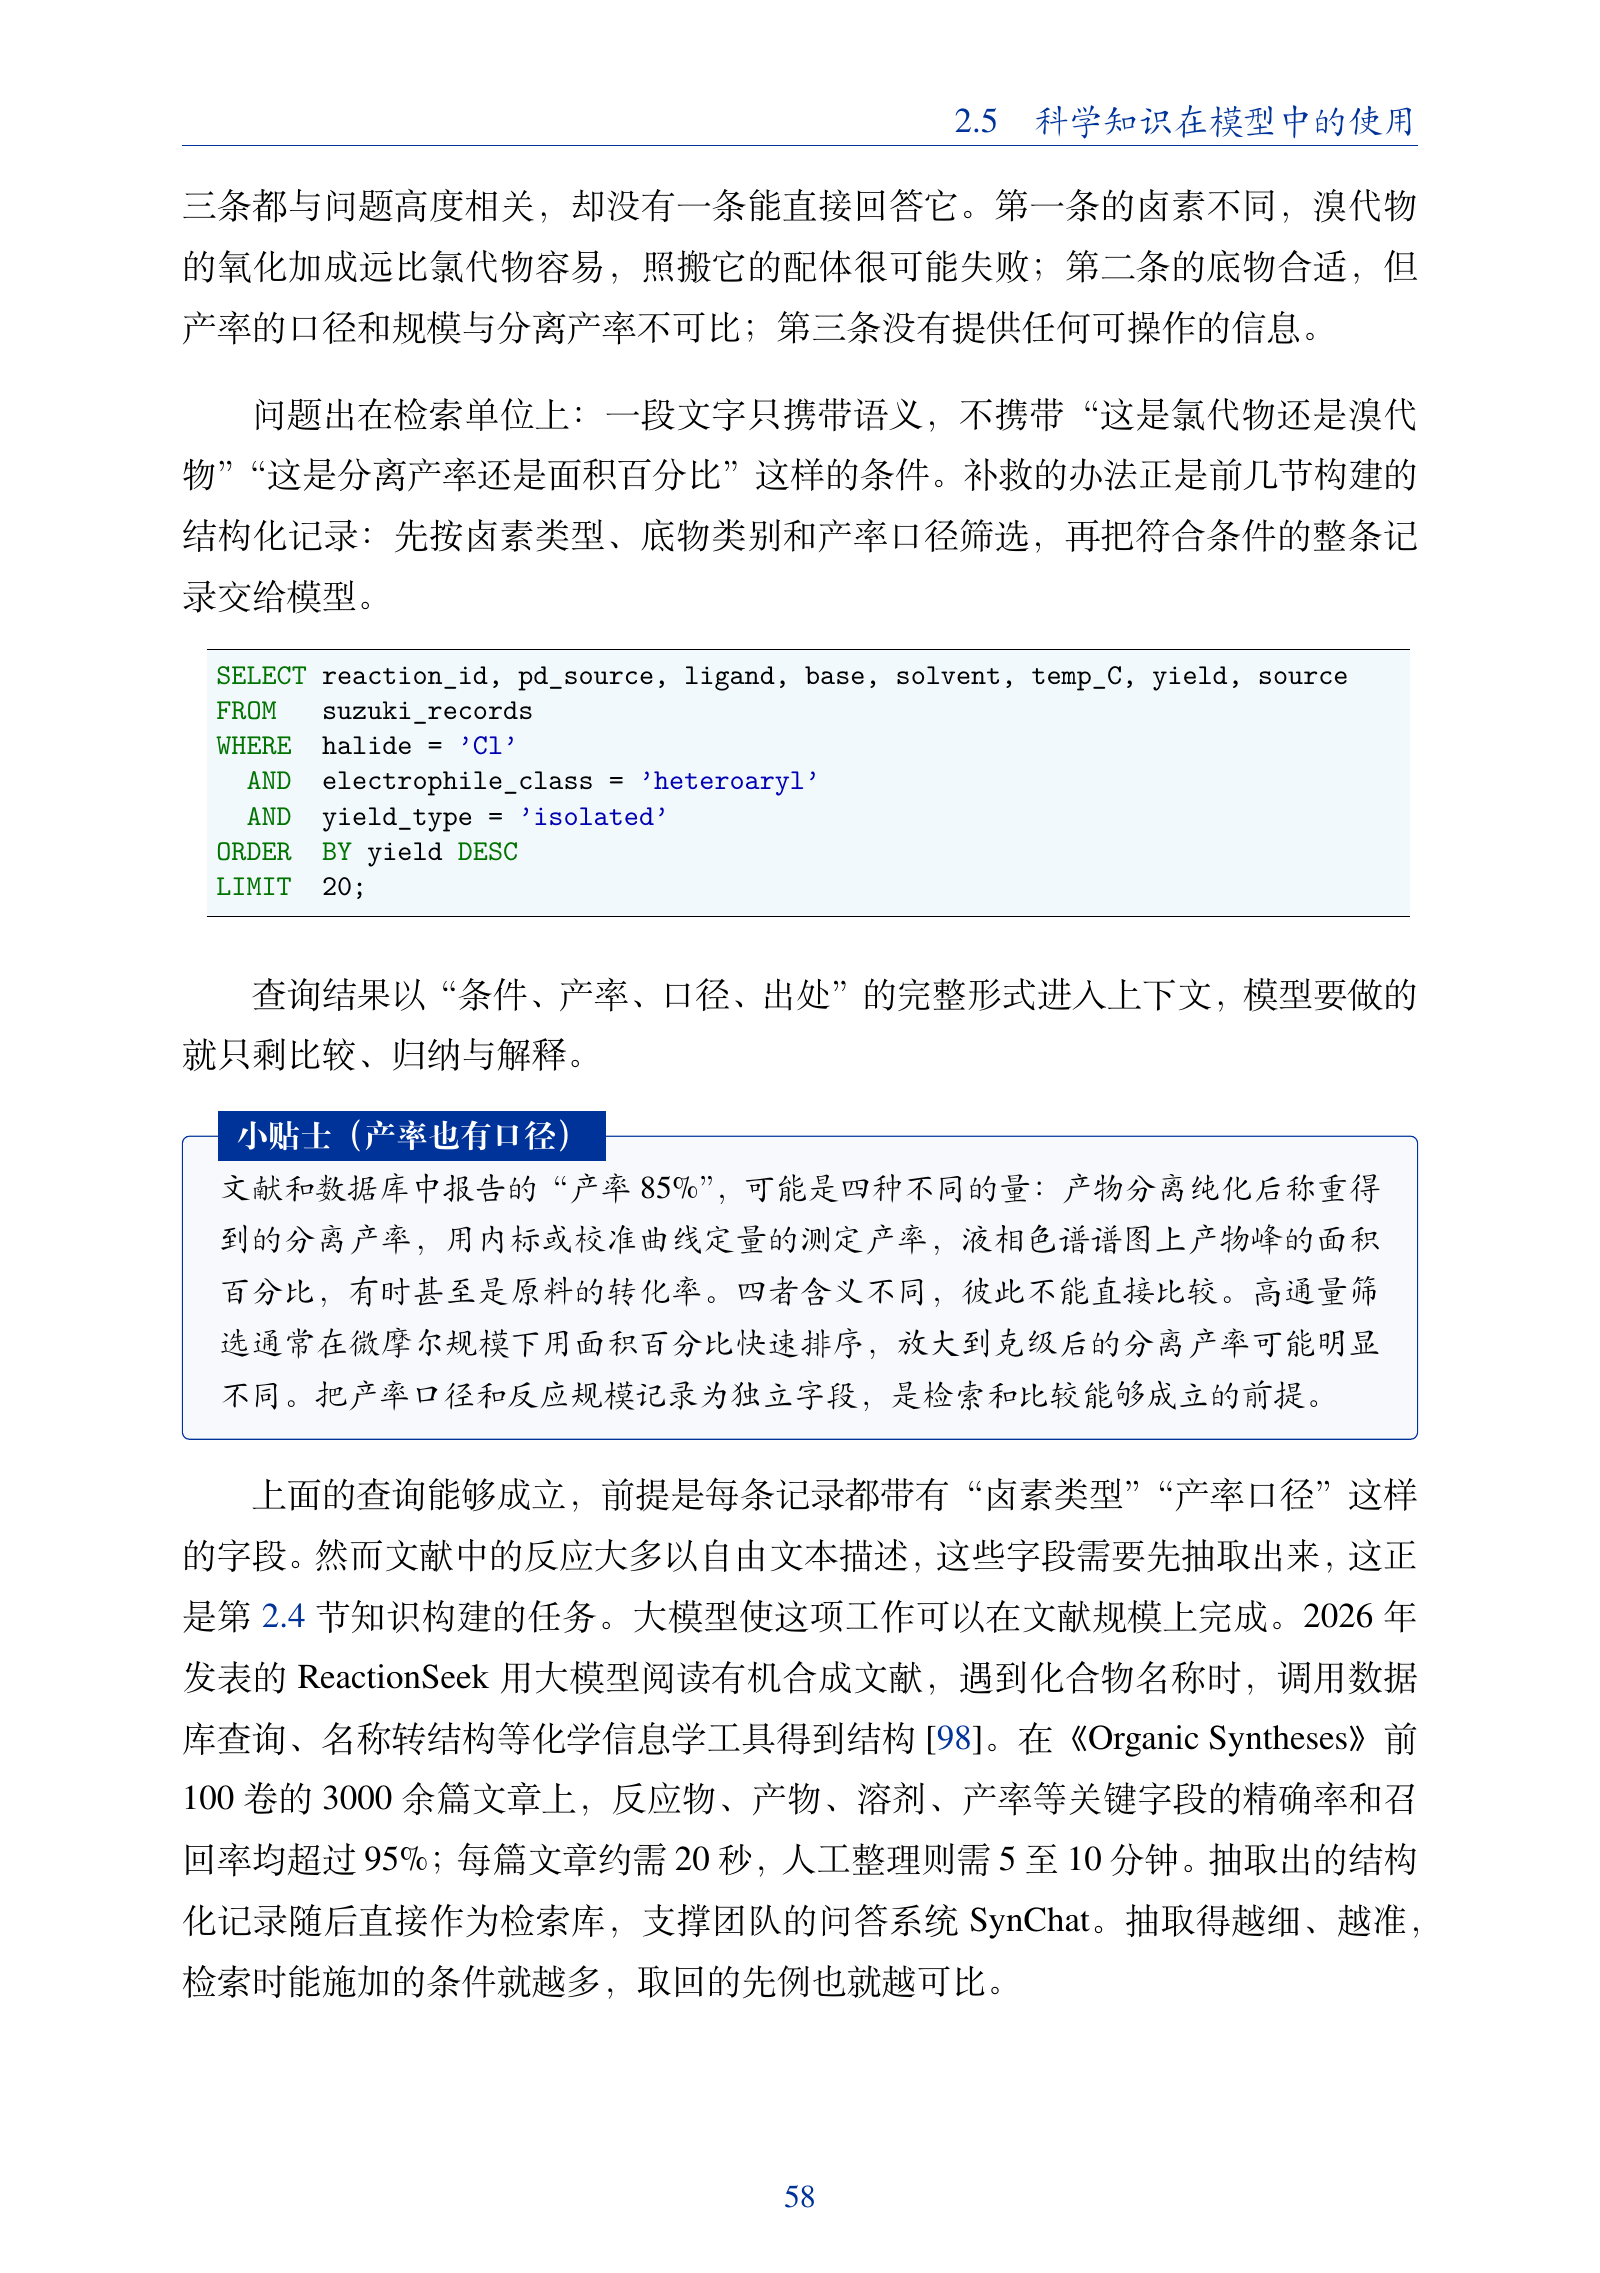 2.5 科学知识在模型中的使用
三条都与问题高度相关，却没有一条能直接回答它。第一条的卤素不同，溴代物
的氧化加成远比氯代物容易，照搬它的配体很可能失败；第二条的底物合适，但
产率的口径和规模与分离产率不可比；第三条没有提供任何可操作的信息。
问题出在检索单位上：一段文字只携带语义，不携带“这是氯代物还是溴代
物”“这是分离产率还是面积百分比”这样的条件。补救的办法正是前几节构建的
结构化记录：先按卤素类型、底物类别和产率口径筛选，再把符合条件的整条记
录交给模型。
SELECT reaction_id, pd_source, ligand, base, solvent, temp_C, yield, source
FROM   suzuki_records
WHERE  halide = ’Cl’
  AND  electrophile_class = ’heteroaryl’
  AND  yield_type = ’isolated’
ORDER  BY yield DESC
LIMIT  20;
查询结果以“条件、产率、口径、出处”的完整形式进入上下文，模型要做的
就只剩比较、归纳与解释。
小贴士（产率也有口径）
文献和数据库中报告的“产率 85%”，可能是四种不同的量：产物分离纯化后称重得
到的分离产率，用内标或校准曲线定量的测定产率，液相色谱谱图上产物峰的面积
百分比，有时甚至是原料的转化率。四者含义不同，彼此不能直接比较。高通量筛
选通常在微摩尔规模下用面积百分比快速排序，放大到克级后的分离产率可能明显
不同。把产率口径和反应规模记录为独立字段，是检索和比较能够成立的前提。
上面的查询能够成立，前提是每条记录都带有“卤素类型”“产率口径”这样
的字段。然而文献中的反应大多以自由文本描述，这些字段需要先抽取出来，这正
是第 2.4 节知识构建的任务。大模型使这项工作可以在文献规模上完成。2026 年
发表的 ReactionSeek 用大模型阅读有机合成文献，遇到化合物名称时，调用数据
库查询、名称转结构等化学信息学工具得到结构 [98]。在《Organic Syntheses》前
100 卷的 3000 余篇文章上，反应物、产物、溶剂、产率等关键字段的精确率和召
回率均超过 95%；每篇文章约需 20 秒，人工整理则需 5 至 10 分钟。抽取出的结构
化记录随后直接作为检索库，支撑团队的问答系统 SynChat。抽取得越细、越准，
检索时能施加的条件就越多，取回的先例也就越可比。
58